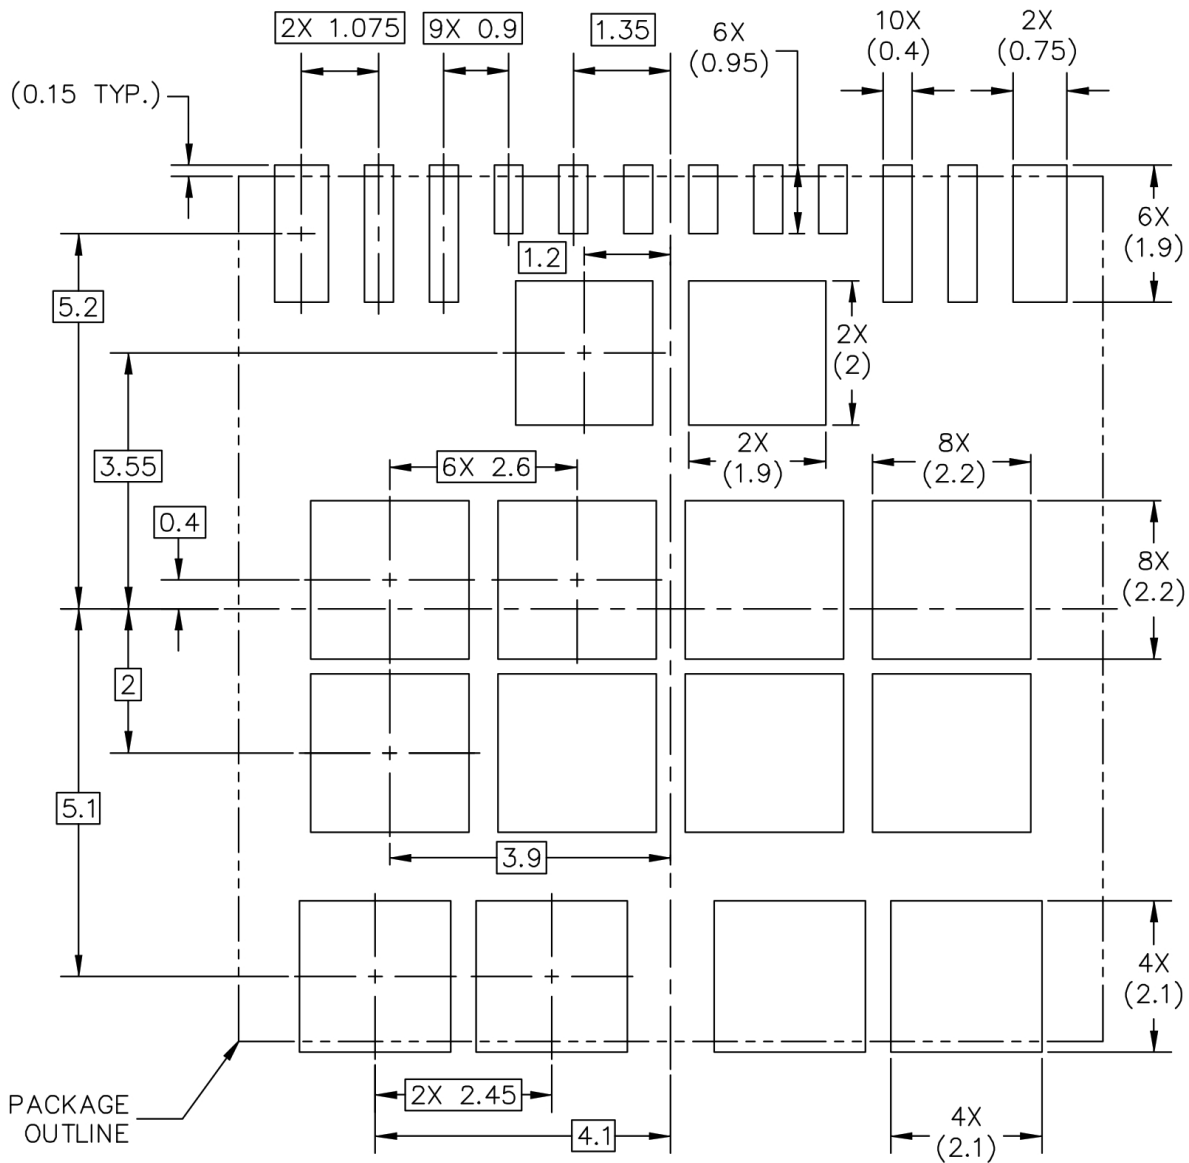 2X 1.075
9X 0.9
1.35
6X
(0.95)
10X
(0.4)
2X
(0.75)
(0.15 TYP.)
6X
(1.9)
1.2
5.2
2X
(2)
3.55
6X 2.6
2X
(1.9)
8X
(2.2)
0.4
8X
(2.2)
2
5.1
3.9
4X
(2.1)
2X 2.45
4.1
4X
(2.1)
PACKAGE
OUTLINE